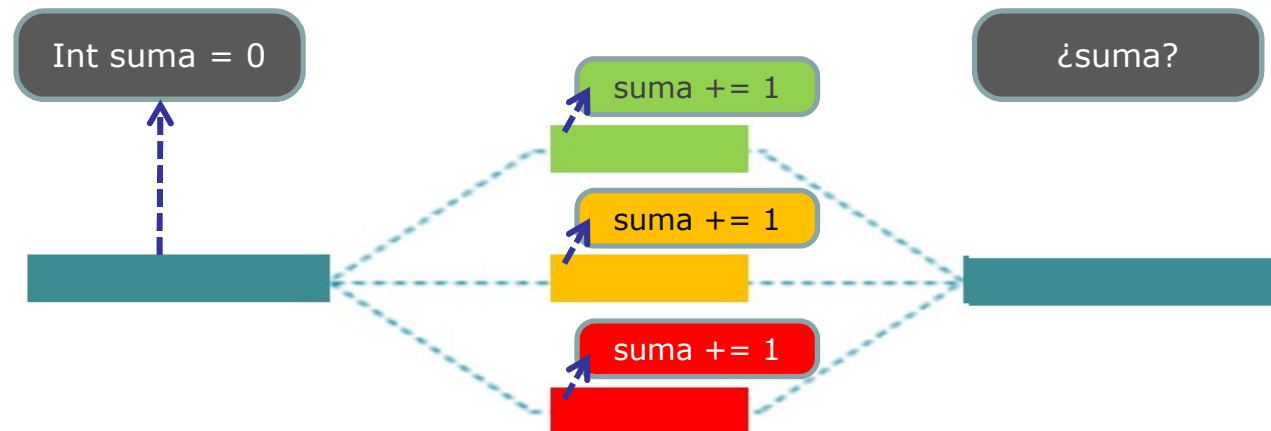 Int suma = 0
¿suma?
suma += 1
suma += 1
suma += 1